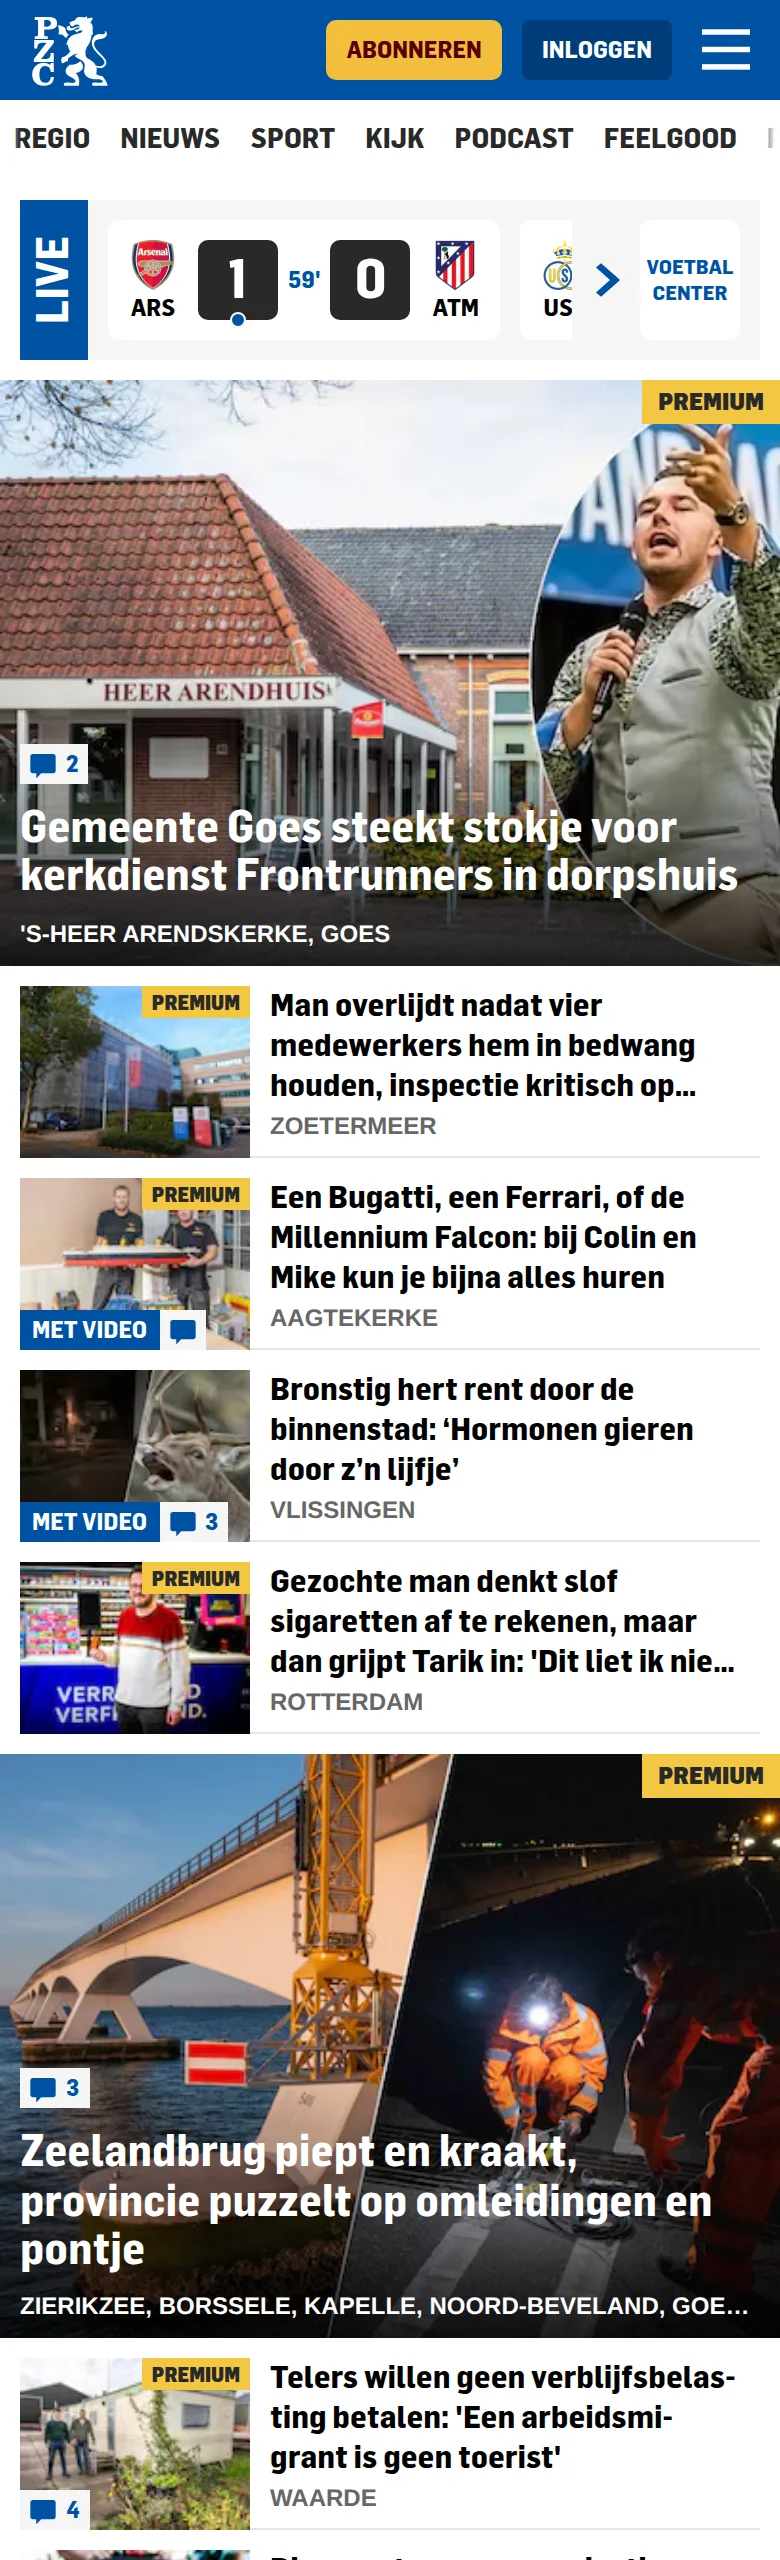 PZC
ABONNEREN
INLOGGEN
REGIO NIEUWS SPORT KIJK PODCAST FEELGOOD
LIVE
Arsenal
ARS
1
59'
0
ATM
US
VOETBAL
CENTER
PREMIUM
HEER ARENDHUIS
2
Gemeente Goes steekt stokje voor
kerkdienst Frontrunners in dorpshuis
'S-HEER ARENDSKERKE, GOES
PREMIUM
Man overlijdt nadat vier
medewerkers hem in bedwang
houden, inspectie kritisch op...
ZOETERMEER
PREMIUM
MET VIDEO
Een Bugatti, een Ferrari, of de
Millennium Falcon: bij Colin en
Mike kun je bijna alles huren
AAGTEKERKE
MET VIDEO
3
Bronstig hert rent door de
binnenstad: ‘Hormonen gieren
door z’n lijfje’
VLISSINGEN
PREMIUM
Gezochte man denkt slof
sigaretten af te rekenen, maar
dan grijpt Tarik in: 'Dit liet ik nie...
ROTTERDAM
PREMIUM
3
Zeelandbrug piept en kraakt,
provincie puzzelt op omleidingen en
pontje
ZIERIKZEE, BORSSELE, KAPELLE, NOORD-BEVELAND, GOE...
PREMIUM
4
Telers willen geen verblijfsbelas-
ting betalen: 'Een arbeidsmi-
grant is geen toerist'
WAARDE